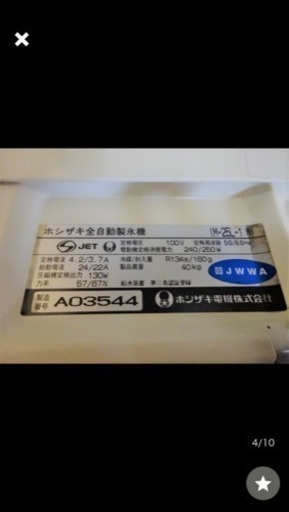 ホシザキ全自動製氷機 IM-25L-1
JET 定格電圧 100V 定格周波数 50/60Hz
電動機定格消費電力 240/260W
定格電流 4.2/3.7A 冷媒/封入量 R134a/160g
始動電流 24/22A 製品質量 40kg
圧縮機定格出力 130W
力率 57/67%
JWWA
製造番号 A03544 ホシザキ電機株式会社
4/10